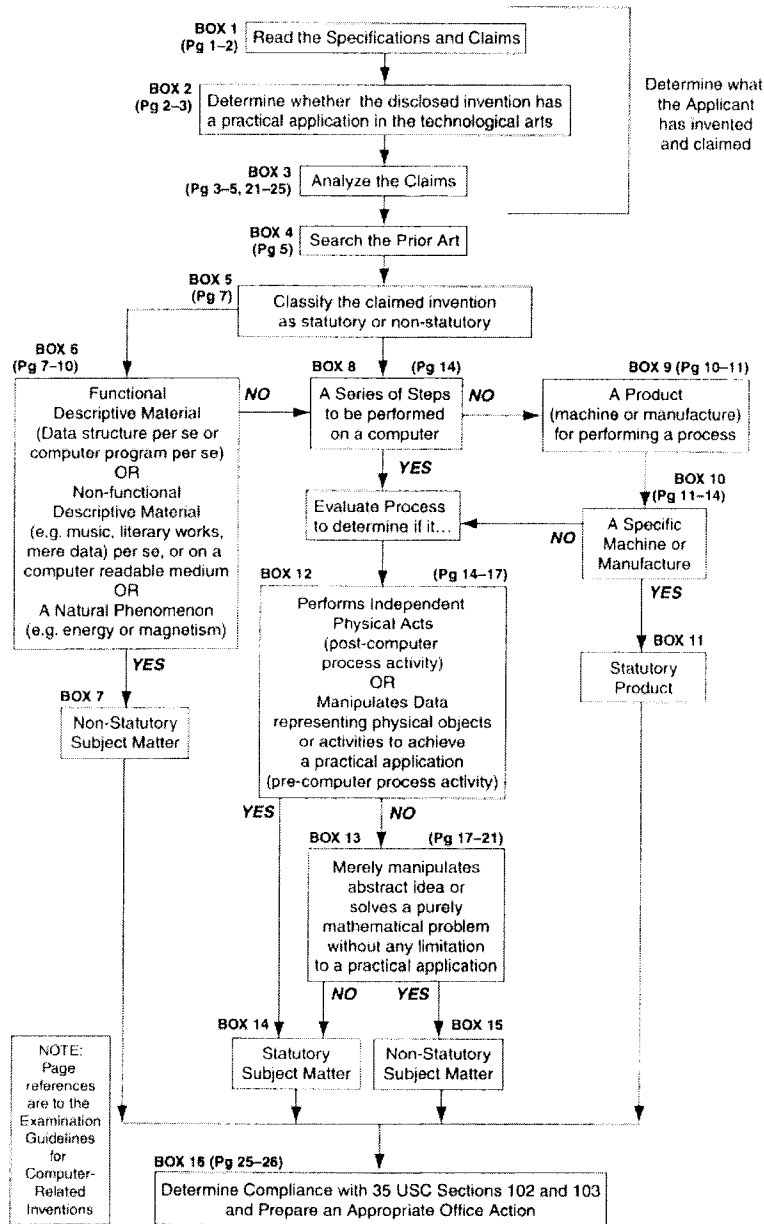 BOX 1
(Pg 1–2)
Read the Specifications and Claims
BOX 2
(Pg 2–3)
Determine whether the disclosed invention has
a practical application in the technological arts
BOX 3
(Pg 3–5, 21–25)
Analyze the Claims
Determine what
the Applicant
has invented
and claimed
BOX 4
(Pg 5)
Search the Prior Art
BOX 5
(Pg 7)
Classify the claimed invention
as statutory or non-statutory
BOX 6
(Pg 7–10)
Functional
Descriptive Material
(Data structure per se or
computer program per se)
OR
Non-functional
Descriptive Material
(e.g. music, literary works,
mere data) per se, or on a
computer readable medium
OR
A Natural Phenomenon
(e.g. energy or magnetism)
NO
YES
BOX 7
Non-Statutory
Subject Matter
BOX 8 (Pg 14)
A Series of Steps
to be performed
on a computer
NO
YES
Evaluate Process
to determine if it...
BOX 9 (Pg 10–11)
A Product
(machine or manufacture)
for performing a process
BOX 10
(Pg 11–14)
A Specific
Machine or
Manufacture
NO
YES
BOX 11
Statutory
Product
BOX 12 (Pg 14–17)
Performs Independent
Physical Acts
(post-computer
process activity)
OR
Manipulates Data
representing physical objects
or activities to achieve
a practical application
(pre-computer process activity)
YES
NO
BOX 13 (Pg 17–21)
Merely manipulates
abstract idea or
solves a purely
mathematical problem
without any limitation
to a practical application
NO
YES
BOX 14
Statutory
Subject Matter
BOX 15
Non-Statutory
Subject Matter
NOTE:
Page
references
are to the
Examination
Guidelines
for
Computer-
Related
Inventions
BOX 16 (Pg 25–26)
Determine Compliance with 35 USC Sections 102 and 103
and Prepare an Appropriate Office Action